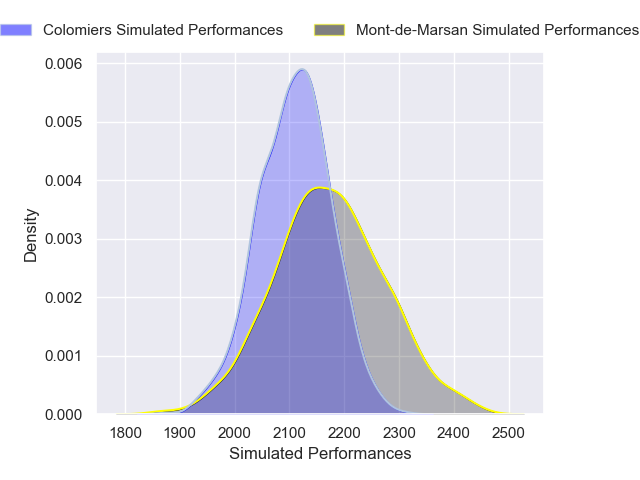 Colomiers Simulated Performances
Mont-de-Marsan Simulated Performances
0.006
0.005
0.004
0.003
0.002
0.001
0.000
Density
1800 1900 2000 2100 2200 2300 2400 2500
Simulated Performances